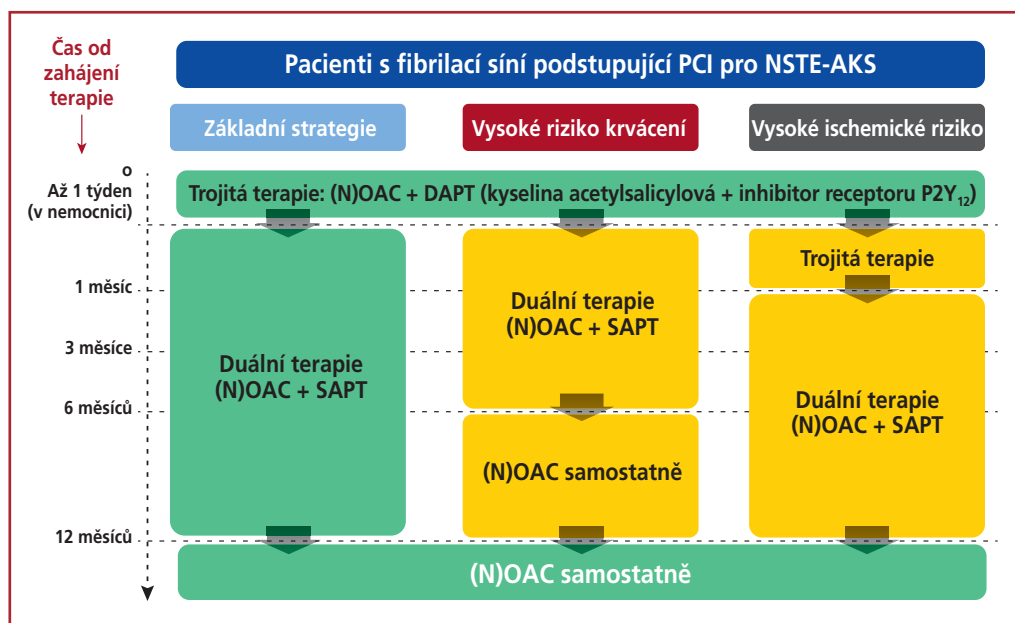 Čas od
zahájení
terapie
Pacienti s fibrilací síní podstupující PCI pro NSTE-AKS
Základní strategie
Vysoké riziko krvácení
Vysoké ischemické riziko
0
Až 1 týden
(v nemocnici)
Trojitá terapie: (N)OAC + DAPT (kyselina acetylsalicylová + inhibitor receptoru P2Y₁₂)
Trojitá terapie
1 měsíc
Duální terapie
(N)OAC + SAPT
3 měsíce
Duální terapie
(N)OAC + SAPT
Duální terapie
(N)OAC + SAPT
6 měsíců
(N)OAC samostatně
12 měsíců
(N)OAC samostatně